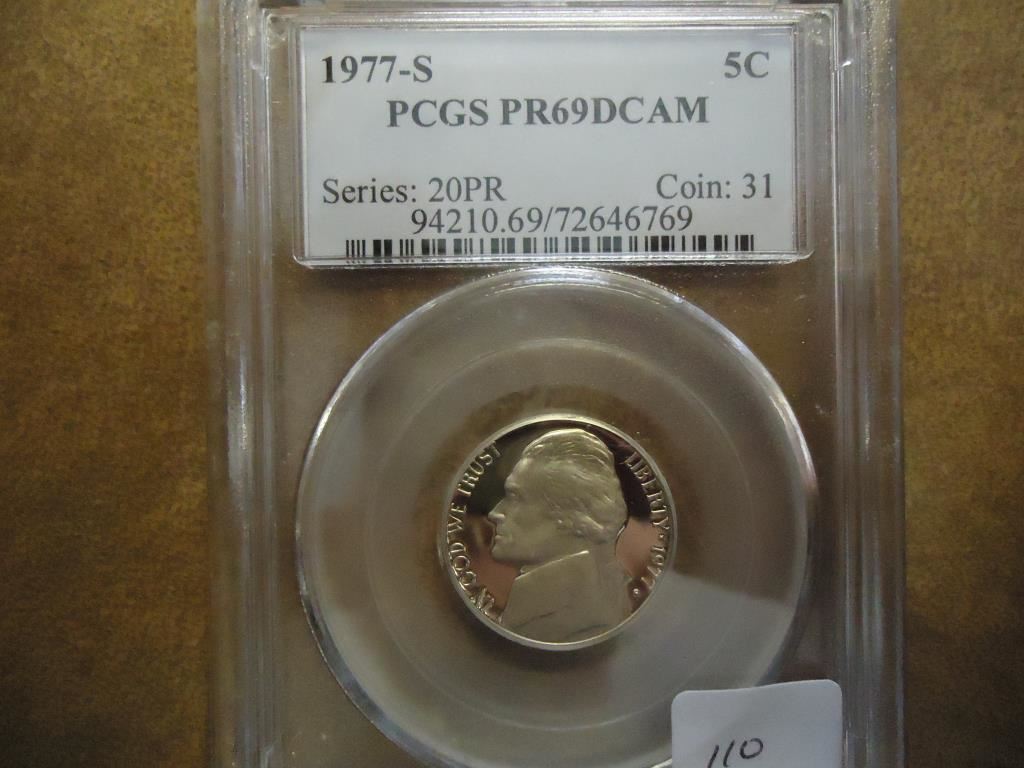 1977-S 5C
PCGS PR69DCAM
Series: 20PR Coin: 31
94210.69/72646769
IN GOD WE TRUST
LIBERTY · 1977
110